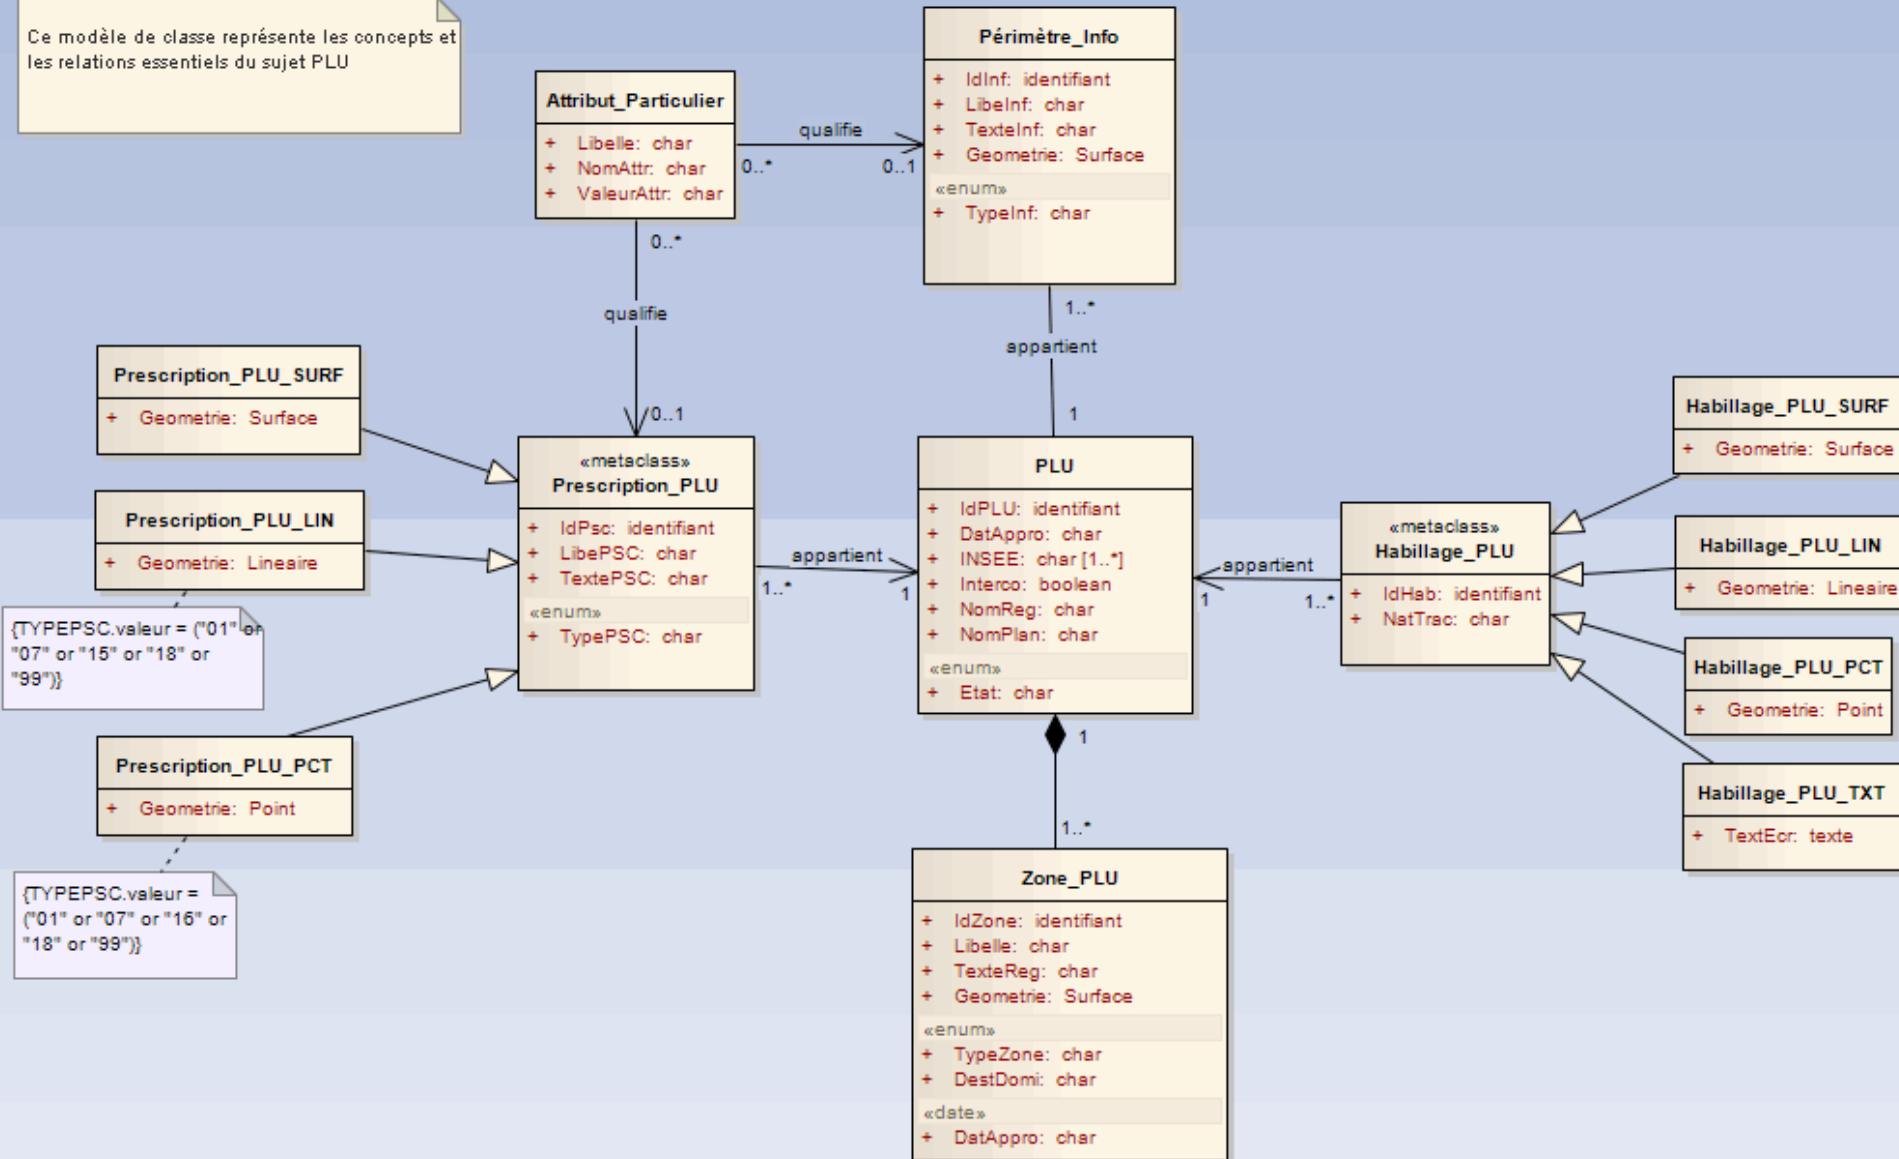 Ce modèle de classe représente les concepts et
les relations essentiels du sujet PLU
Attribut_Particulier
+ Libelle: char
+ NomAttr: char
+ ValeurAttr: char
qualifie
0..*
0..1
Périmètre_Info
+ IdInf: identifiant
+ LibeInf: char
+ TexteInf: char
+ Geometrie: Surface
«enum»
+ TypeInf: char
0..*
qualifie
0..1
1..*
appartient
1
Prescription_PLU_SURF
+ Geometrie: Surface
Prescription_PLU_LIN
+ Geometrie: Lineaire
{TYPEPSC.valeur = ("01" or
"07" or "15" or "18" or
"99")}
Prescription_PLU_PCT
+ Geometrie: Point
{TYPEPSC.valeur =
("01" or "07" or "16" or
"18" or "99")}
«metaclass»
Prescription_PLU
+ IdPsc: identifiant
+ LibePSC: char
+ TextePSC: char
«enum»
+ TypePSC: char
appartient
1..*
1
PLU
+ IdPLU: identifiant
+ DatAppro: char
+ INSEE: char [1..*]
+ Interco: boolean
+ NomReg: char
+ NomPlan: char
«enum»
+ Etat: char
appartient
1
1..*
«metaclass»
Habillage_PLU
+ IdHab: identifiant
+ NatTrac: char
Habillage_PLU_SURF
+ Geometrie: Surface
Habillage_PLU_LIN
+ Geometrie: Lineaire
Habillage_PLU_PCT
+ Geometrie: Point
Habillage_PLU_TXT
+ TextEcr: texte
1
1..*
Zone_PLU
+ IdZone: identifiant
+ Libelle: char
+ TexteReg: char
+ Geometrie: Surface
«enum»
+ TypeZone: char
+ DestDomi: char
«date»
+ DatAppro: char